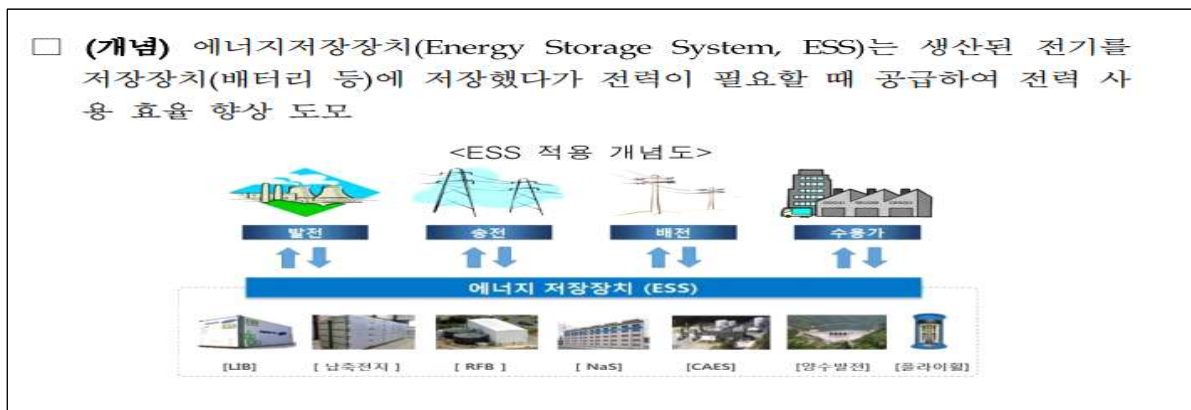 □ (개념) 에너지저장장치(Energy Storage System, ESS)는 생산된 전기를
저장장치(배터리 등)에 저장했다가 전력이 필요할 때 공급하여 전력 사
용 효율 향상 도모
<ESS 적용 개념도>
발전 송전 배전 수용가
에너지 저장장치 (ESS)
[LIB] [ 납축전지 ] [ RFB ] [ NaS] [CAES] [양수발전] [플라이휠]